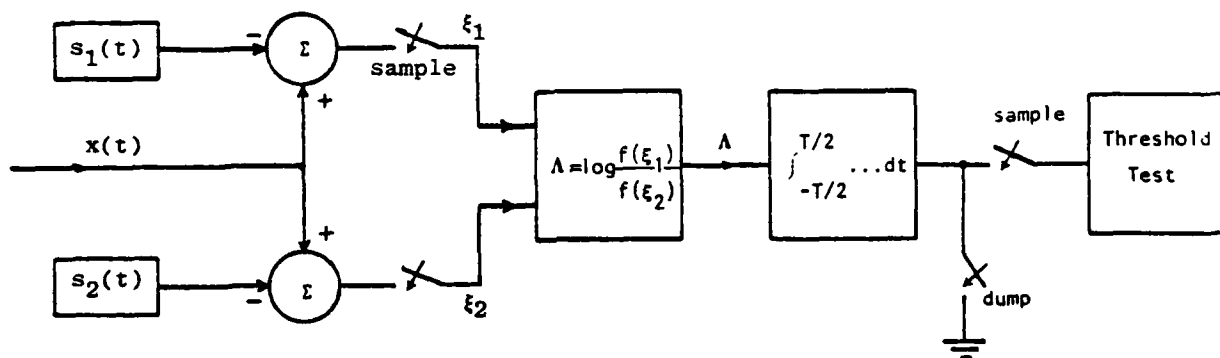 s₁(t)
−
Σ
+
sample
ξ₁
x(t)
Λ = log f(ξ₁)/f(ξ₂)
Λ
∫ T/2 -T/2 ...dt
sample
Threshold
Test
+
s₂(t)
−
Σ
ξ₂
dump